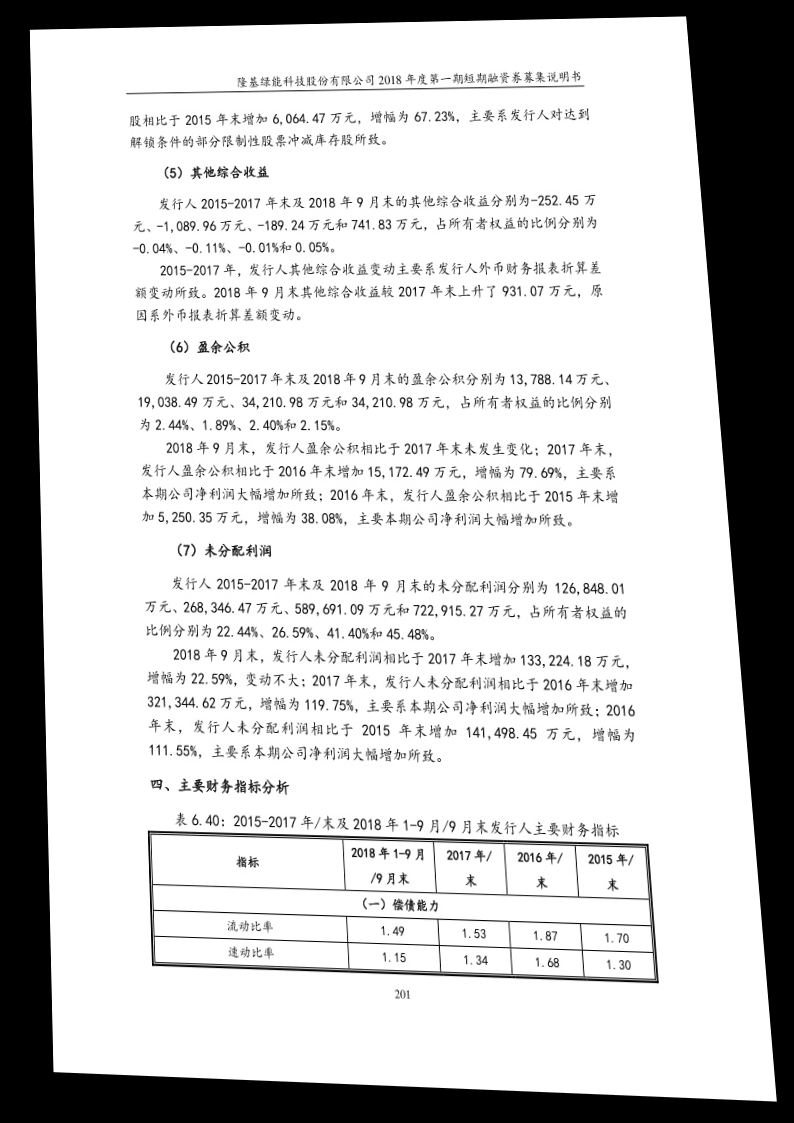 隆基绿能科技股份有限公司 2018 年度第一期短期融资券募集说明书
股相比于 2015 年末增加 6,064.47 万元，增幅为 67.23%，主要系发行人对达到
解锁条件的部分限制性股票冲减库存股所致。
（5）其他综合收益
发行人 2015-2017 年末及 2018 年 9 月末的其他综合收益分别为-252.45 万
元、-1,089.96 万元、-189.24 万元和 741.83 万元，占所有者权益的比例分别为
-0.04%、-0.11%、-0.01%和 0.05%。
2015-2017 年，发行人其他综合收益变动主要系发行人外币财务报表折算差
额变动所致。2018 年 9 月末其他综合收益较 2017 年末上升了 931.07 万元，原
因系外币报表折算差额变动。
（6）盈余公积
发行人 2015-2017 年末及 2018 年 9 月末的盈余公积分别为 13,788.14 万元、
19,038.49 万元、34,210.98 万元和 34,210.98 万元，占所有者权益的比例分别
为 2.44%、1.89%、2.40%和 2.15%。
2018 年 9 月末，发行人盈余公积相比于 2017 年末未发生变化；2017 年末，
发行人盈余公积相比于 2016 年末增加 15,172.49 万元，增幅为 79.69%，主要系
本期公司净利润大幅增加所致；2016 年末，发行人盈余公积相比于 2015 年末增
加 5,250.35 万元，增幅为 38.08%，主要本期公司净利润大幅增加所致。
（7）未分配利润
发行人 2015-2017 年末及 2018 年 9 月末的未分配利润分别为 126,848.01
万元、268,346.47 万元、589,691.09 万元和 722,915.27 万元，占所有者权益的
比例分别为 22.44%、26.59%、41.40%和 45.48%。
2018 年 9 月末，发行人未分配利润相比于 2017 年末增加 133,224.18 万元，
增幅为 22.59%，变动不大；2017 年末，发行人未分配利润相比于 2016 年末增加
321,344.62 万元，增幅为 119.75%，主要系本期公司净利润大幅增加所致；2016
年末，发行人未分配利润相比于 2015 年末增加 141,498.45 万元，增幅为
111.55%，主要系本期公司净利润大幅增加所致。
四、主要财务指标分析
表 6.40：2015-2017 年/末及 2018 年 1-9 月/9 月末发行人主要财务指标
指标 2018 年 1-9 月 2017 年/ 2016 年/ 2015 年/
/9 月末 末 末 末
（一）偿债能力
流动比率 1.49 1.53 1.87 1.70
速动比率 1.15 1.34 1.68 1.30
201